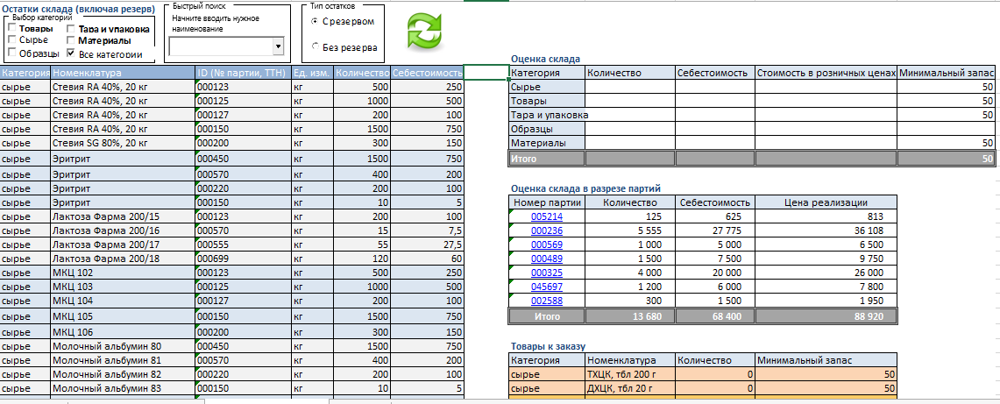 Остатки склада (включая резерв)
Выбор категорий
Товары Тара и упаковка
Сырье Материалы
Образцы Все категории
Быстрый поиск
Начните вводить нужное
наименование
Тип остатков
С резервом
Без резерва
Категория Номенклатура ID (№ партии, ТТН) Ед. изм. Количество Себестоимость
сырье Стевия RA 40%, 20 кг 000123 кг 500 250
сырье Стевия RA 40%, 20 кг 000125 кг 1000 500
сырье Стевия RA 40%, 20 кг 000127 кг 200 100
сырье Стевия RA 40%, 20 кг 000150 кг 1500 750
сырье Стевия SG 80%, 20 кг 000200 кг 300 150
сырье Эритрит 000450 кг 1500 750
сырье Эритрит 000570 кг 400 200
сырье Эритрит 000220 кг 200 100
сырье Эритрит 000150 кг 10 5
сырье Лактоза Фарма 200/15 000123 кг 200 100
сырье Лактоза Фарма 200/16 000570 кг 15 7,5
сырье Лактоза Фарма 200/17 000555 кг 55 27,5
сырье Лактоза Фарма 200/18 000699 кг 120 60
сырье МКЦ 102 000123 кг 500 250
сырье МКЦ 103 000125 кг 1000 500
сырье МКЦ 104 000127 кг 200 100
сырье МКЦ 105 000150 кг 1500 750
сырье МКЦ 106 000200 кг 300 150
сырье Молочный альбумин 80 000450 кг 1500 750
сырье Молочный альбумин 81 000570 кг 400 200
сырье Молочный альбумин 82 000220 кг 200 100
сырье Молочный альбумин 83 000150 кг 10 5
Оценка склада
Категория Количество Себестоимость Стоимость в розничных ценах Минимальный запас
Сырье 50
Товары 50
Тара и упаковка 50
Образцы
Материалы 50
Итого 50
Оценка склада в разрезе партий
Номер партии Количество Себестоимость Цена реализации
005214 125 625 813
000236 5 555 27 775 36 108
000569 1 000 5 000 6 500
000489 1 500 7 500 9 750
000325 4 000 20 000 26 000
045697 1 200 6 000 7 800
002588 300 1 500 1 950
Итого 13 680 68 400 88 920
Товары к заказу
Категория Номенклатура Количество Минимальный запас
сырье ТХЦК, тбл 200 г 0 50
сырье ДХЦК, тбл 20 г 0 50